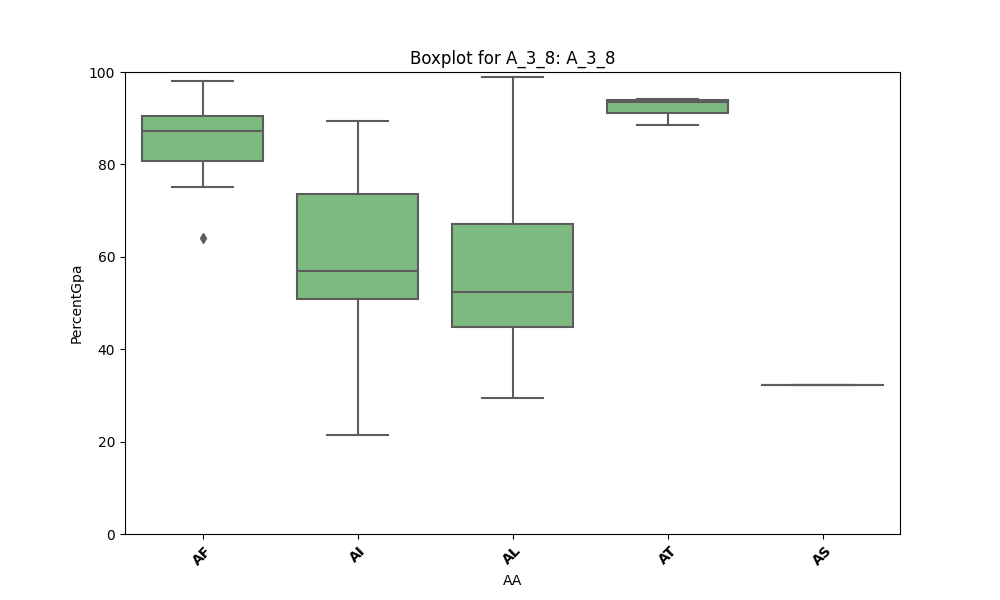 Boxplot for A_3_8: A_3_8
100
80
60
40
20
0
PercentGpa
AF
AI
AL
AT
AS
AA